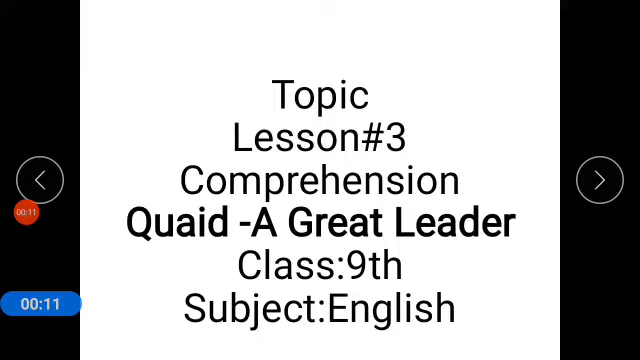 Topic
Lesson#3
Comprehension
00:11
Quaid -A Great Leader
Class:9th
00:11
Subject:English